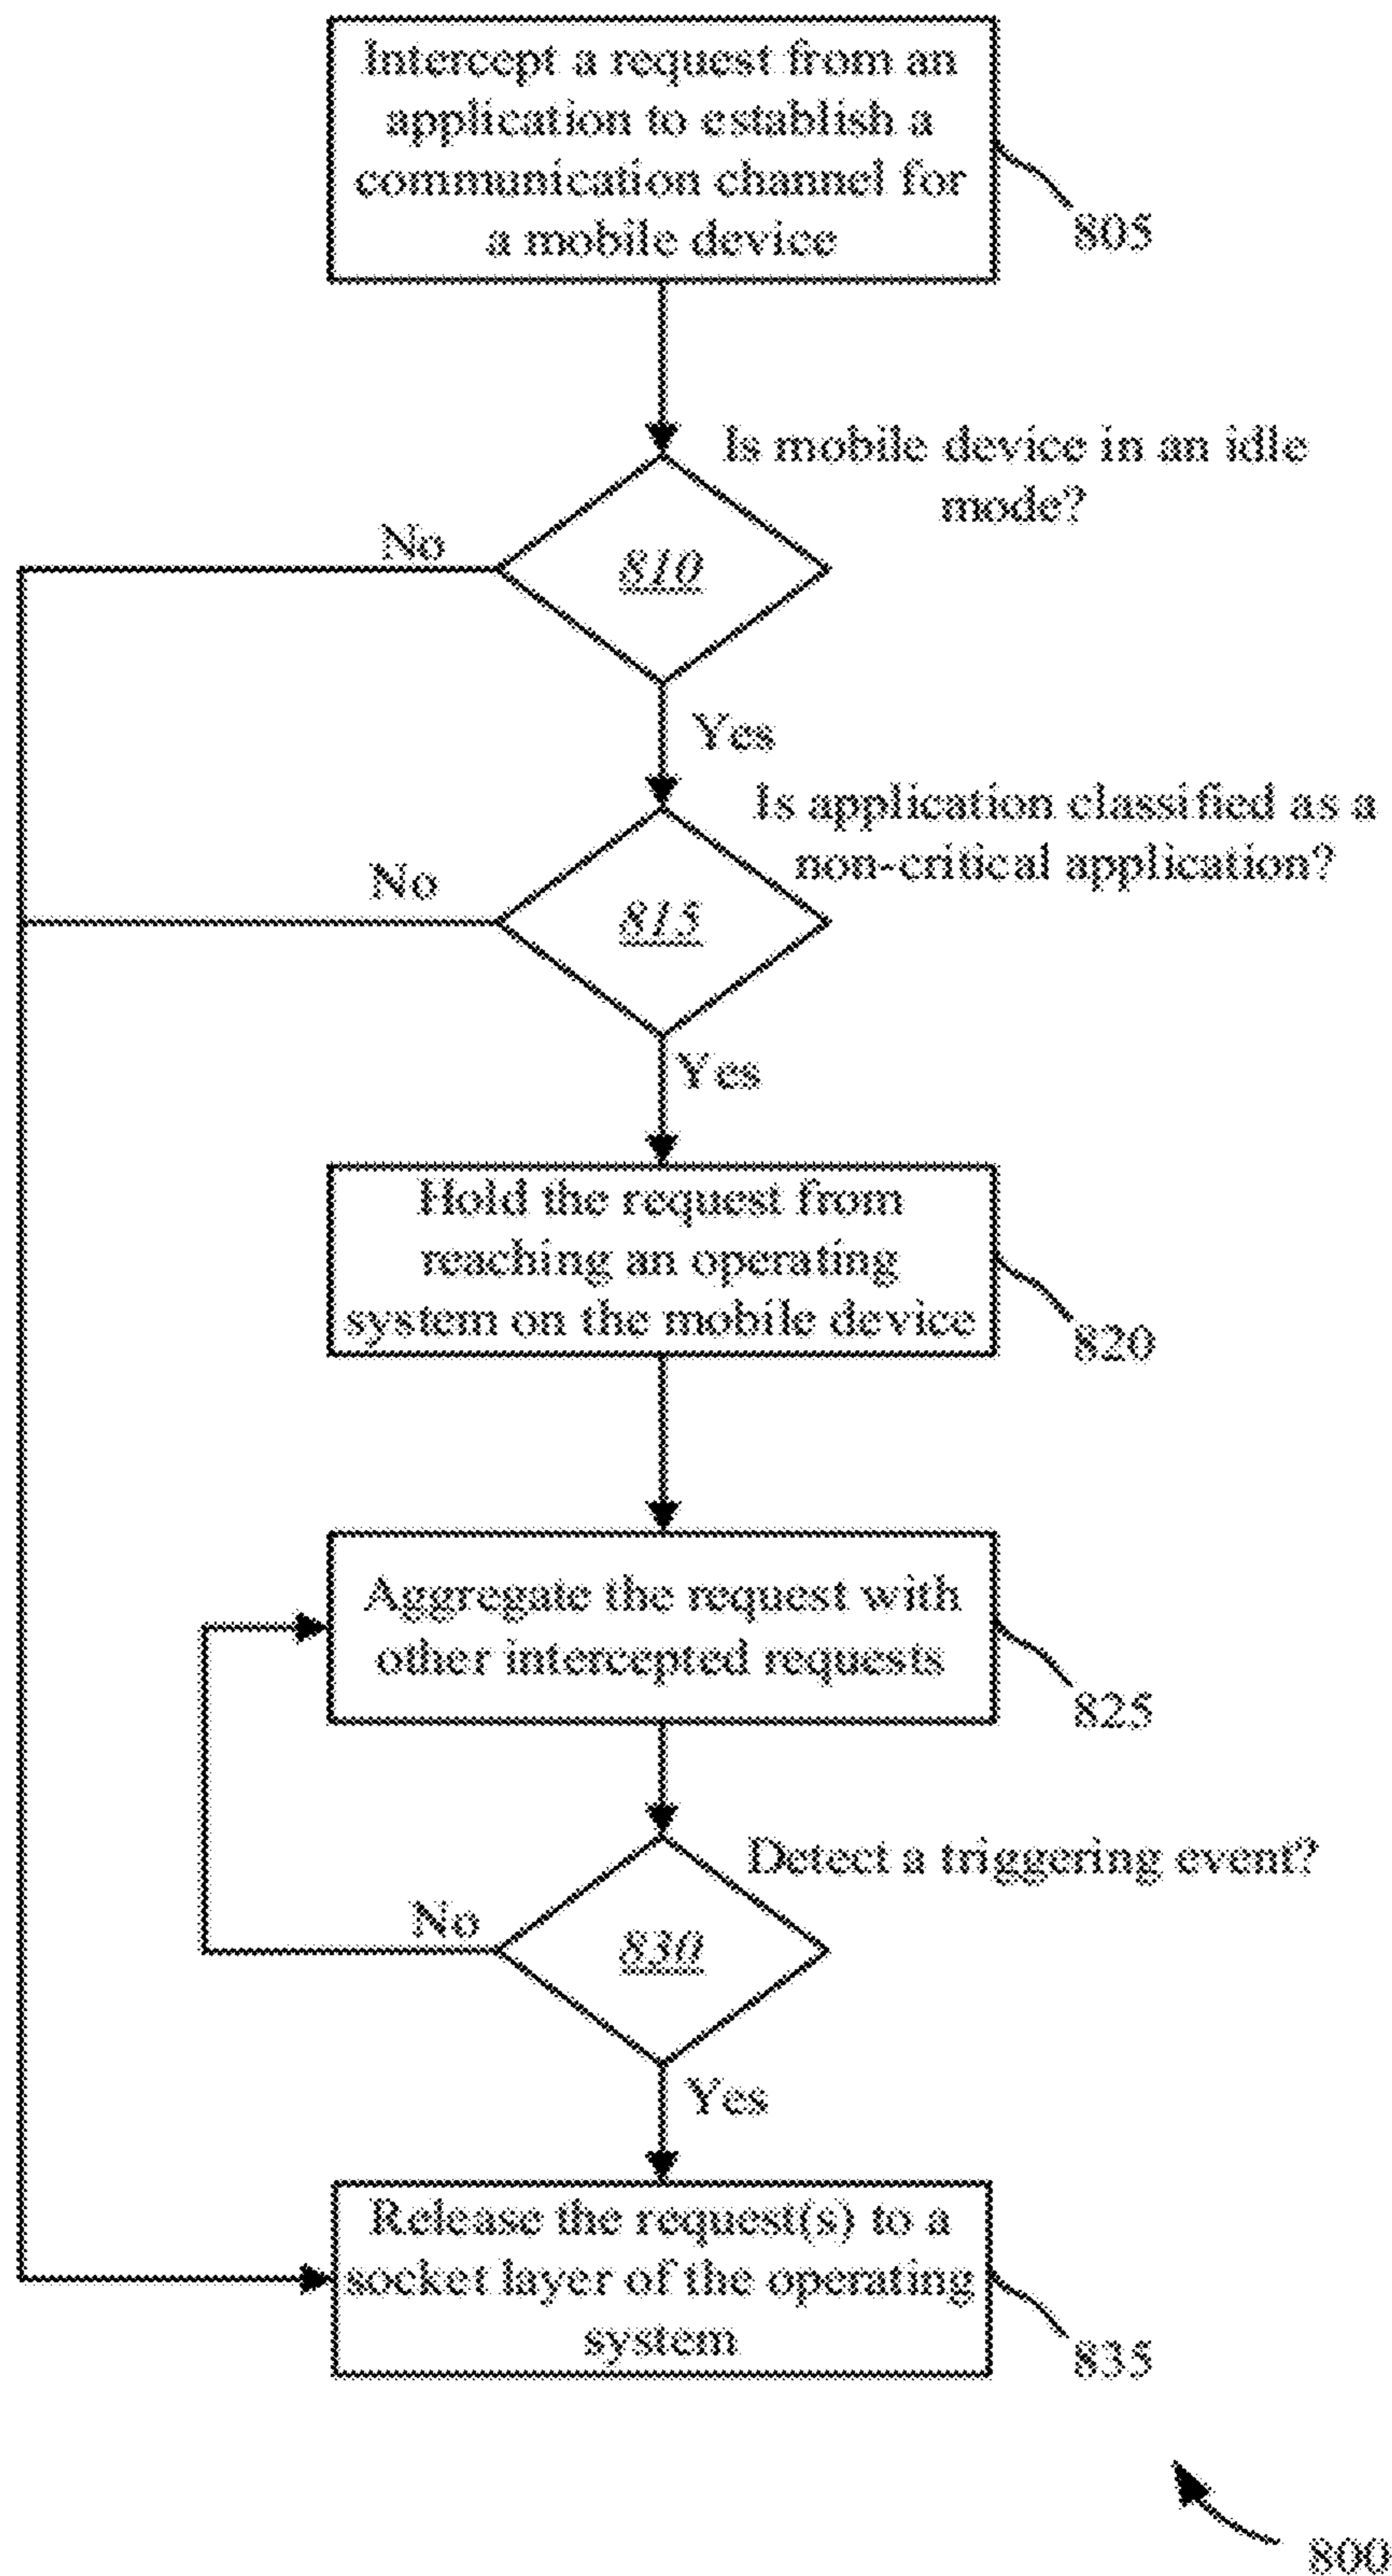 Intercept a request from an
application to establish a
communication channel for
a mobile device
805
Is mobile device in an idle
mode?
No
810
Yes
Is application classified as a
non-critical application?
No
815
Yes
Hold the request from
reaching an operating
system on the mobile device
820
Aggregate the request with
other intercepted requests
825
Detect a triggering event?
No
830
Yes
Release the request(s) to a
socket layer of the operating
system
835
800